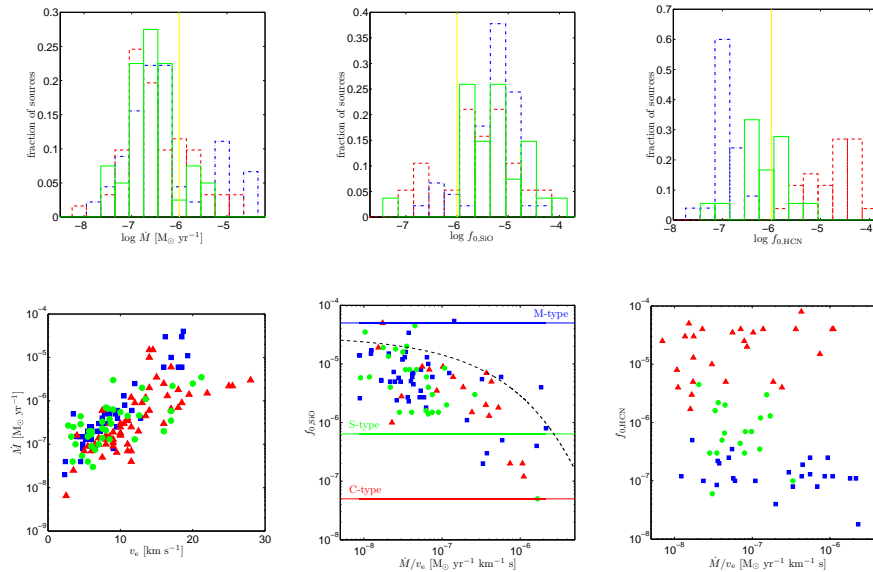 0.3
0.25
0.2
0.15
0.1
0.05
0
fraction of sources
−8 −7 −6 −5
log Ṁ [M⊙ yr⁻¹]
0.4
0.35
0.3
0.25
0.2
0.15
0.1
0.05
0
fraction of sources
−7 −6 −5 −4
log f0,SiO
0.7
0.6
0.5
0.4
0.3
0.2
0.1
0
fraction of sources
−8 −7 −6 −5 −4
log f0,HCN
10⁻⁴
10⁻⁵
10⁻⁶
10⁻⁷
10⁻⁸
10⁻⁹
Ṁ [M⊙ yr⁻¹]
0 10 20 30
ve [km s⁻¹]
10⁻⁴
10⁻⁵
10⁻⁶
10⁻⁷
10⁻⁸
f0,SiO
M-type
S-type
C-type
10⁻⁸ 10⁻⁷ 10⁻⁶
Ṁ/ve [M⊙ yr⁻¹ km⁻¹ s]
10⁻⁴
10⁻⁵
10⁻⁶
10⁻⁷
10⁻⁸
f0,HCN
10⁻⁸ 10⁻⁷ 10⁻⁶
Ṁ/ve [M⊙ yr⁻¹ km⁻¹ s]